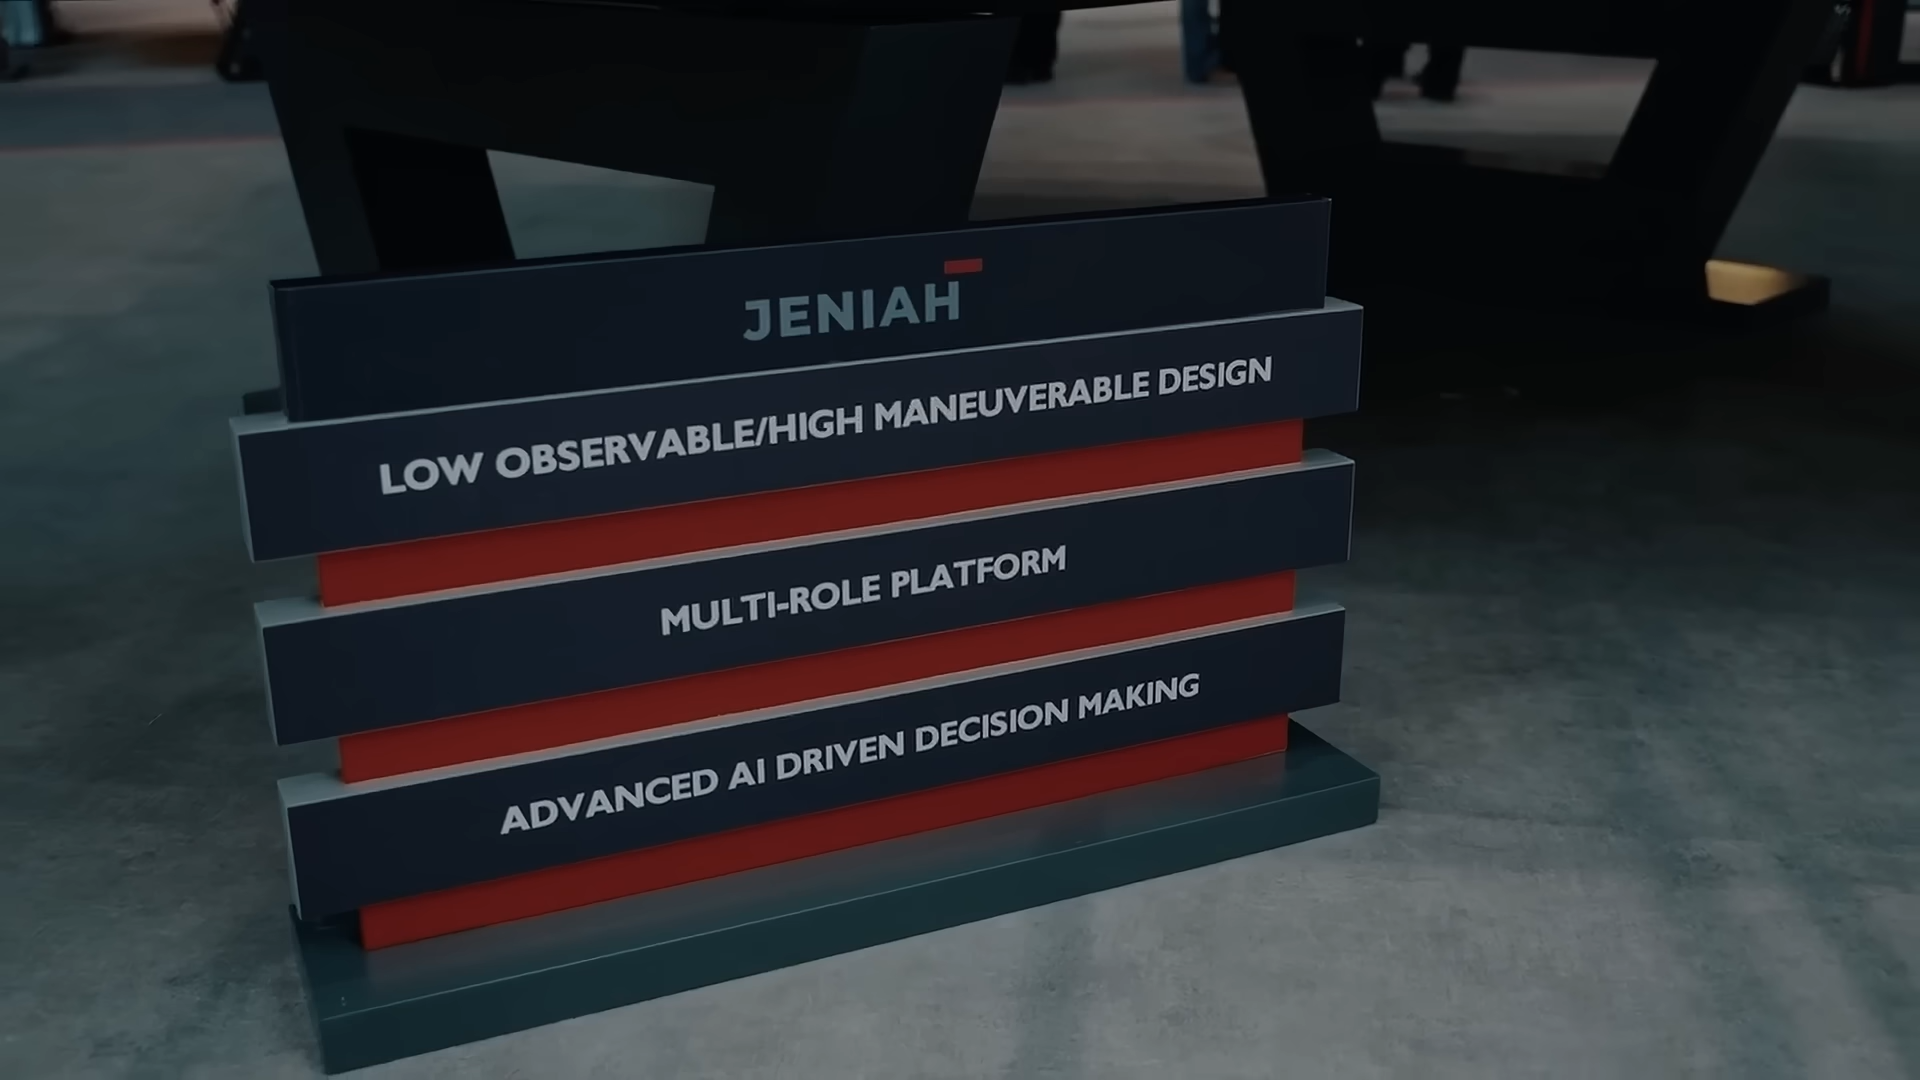 JENIAH
LOW OBSERVABLE/HIGH MANEUVERABLE DESIGN
MULTI-ROLE PLATFORM
ADVANCED AI DRIVEN DECISION MAKING